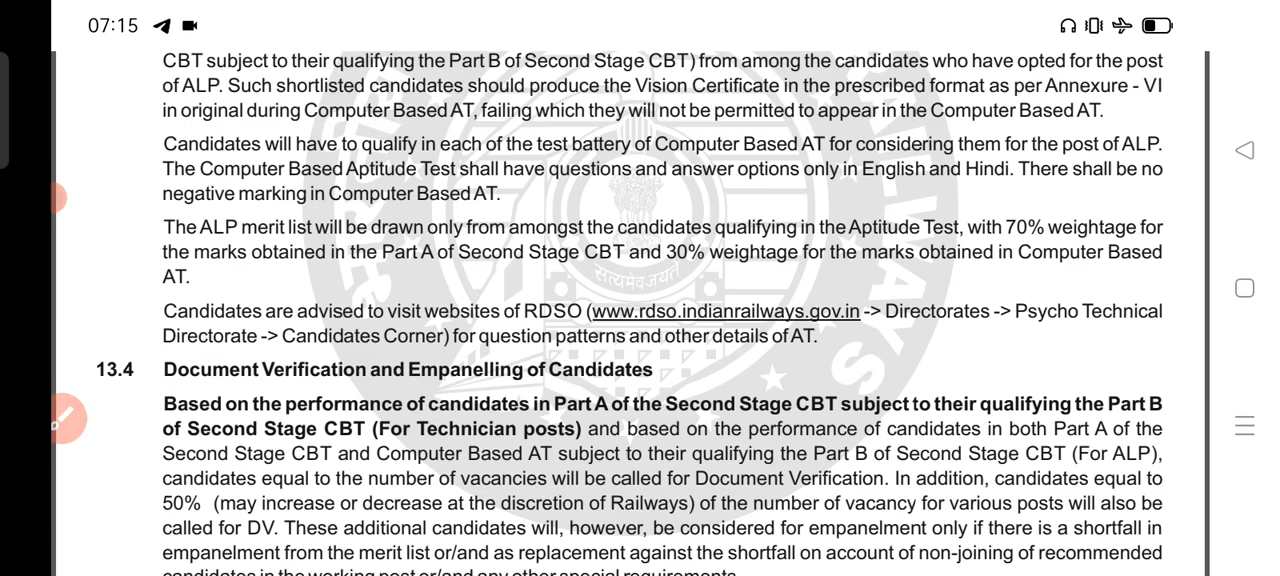 07:15
CBT subject to their qualifying the Part B of Second Stage CBT) from among the candidates who have opted for the post
of ALP. Such shortlisted candidates should produce the Vision Certificate in the prescribed format as per Annexure - VI
in original during Computer Based AT, failing which they will not be permitted to appear in the Computer Based AT.
Candidates will have to qualify in each of the test battery of Computer Based AT for considering them for the post of ALP.
The Computer Based Aptitude Test shall have questions and answer options only in English and Hindi. There shall be no
negative marking in Computer Based AT.
The ALP merit list will be drawn only from amongst the candidates qualifying in the Aptitude Test, with 70% weightage for
the marks obtained in the Part A of Second Stage CBT and 30% weightage for the marks obtained in Computer Based
AT.
सत्यमेव जयते
Candidates are advised to visit websites of RDSO (www.rdso.indianrailways.gov.in -> Directorates -> Psycho Technical
Directorate -> Candidates Corner) for question patterns and other details of AT.
13.4 Document Verification and Empanelling of Candidates
Based on the performance of candidates in Part A of the Second Stage CBT subject to their qualifying the Part B
of Second Stage CBT (For Technician posts) and based on the performance of candidates in both Part A of the
Second Stage CBT and Computer Based AT subject to their qualifying the Part B of Second Stage CBT (For ALP),
candidates equal to the number of vacancies will be called for Document Verification. In addition, candidates equal to
50% (may increase or decrease at the discretion of Railways) of the number of vacancy for various posts will also be
called for DV. These additional candidates will, however, be considered for empanelment only if there is a shortfall in
empanelment from the merit list or/and as replacement against the shortfall on account of non-joining of recommended
candidates in the working post or/and any other special requirements.